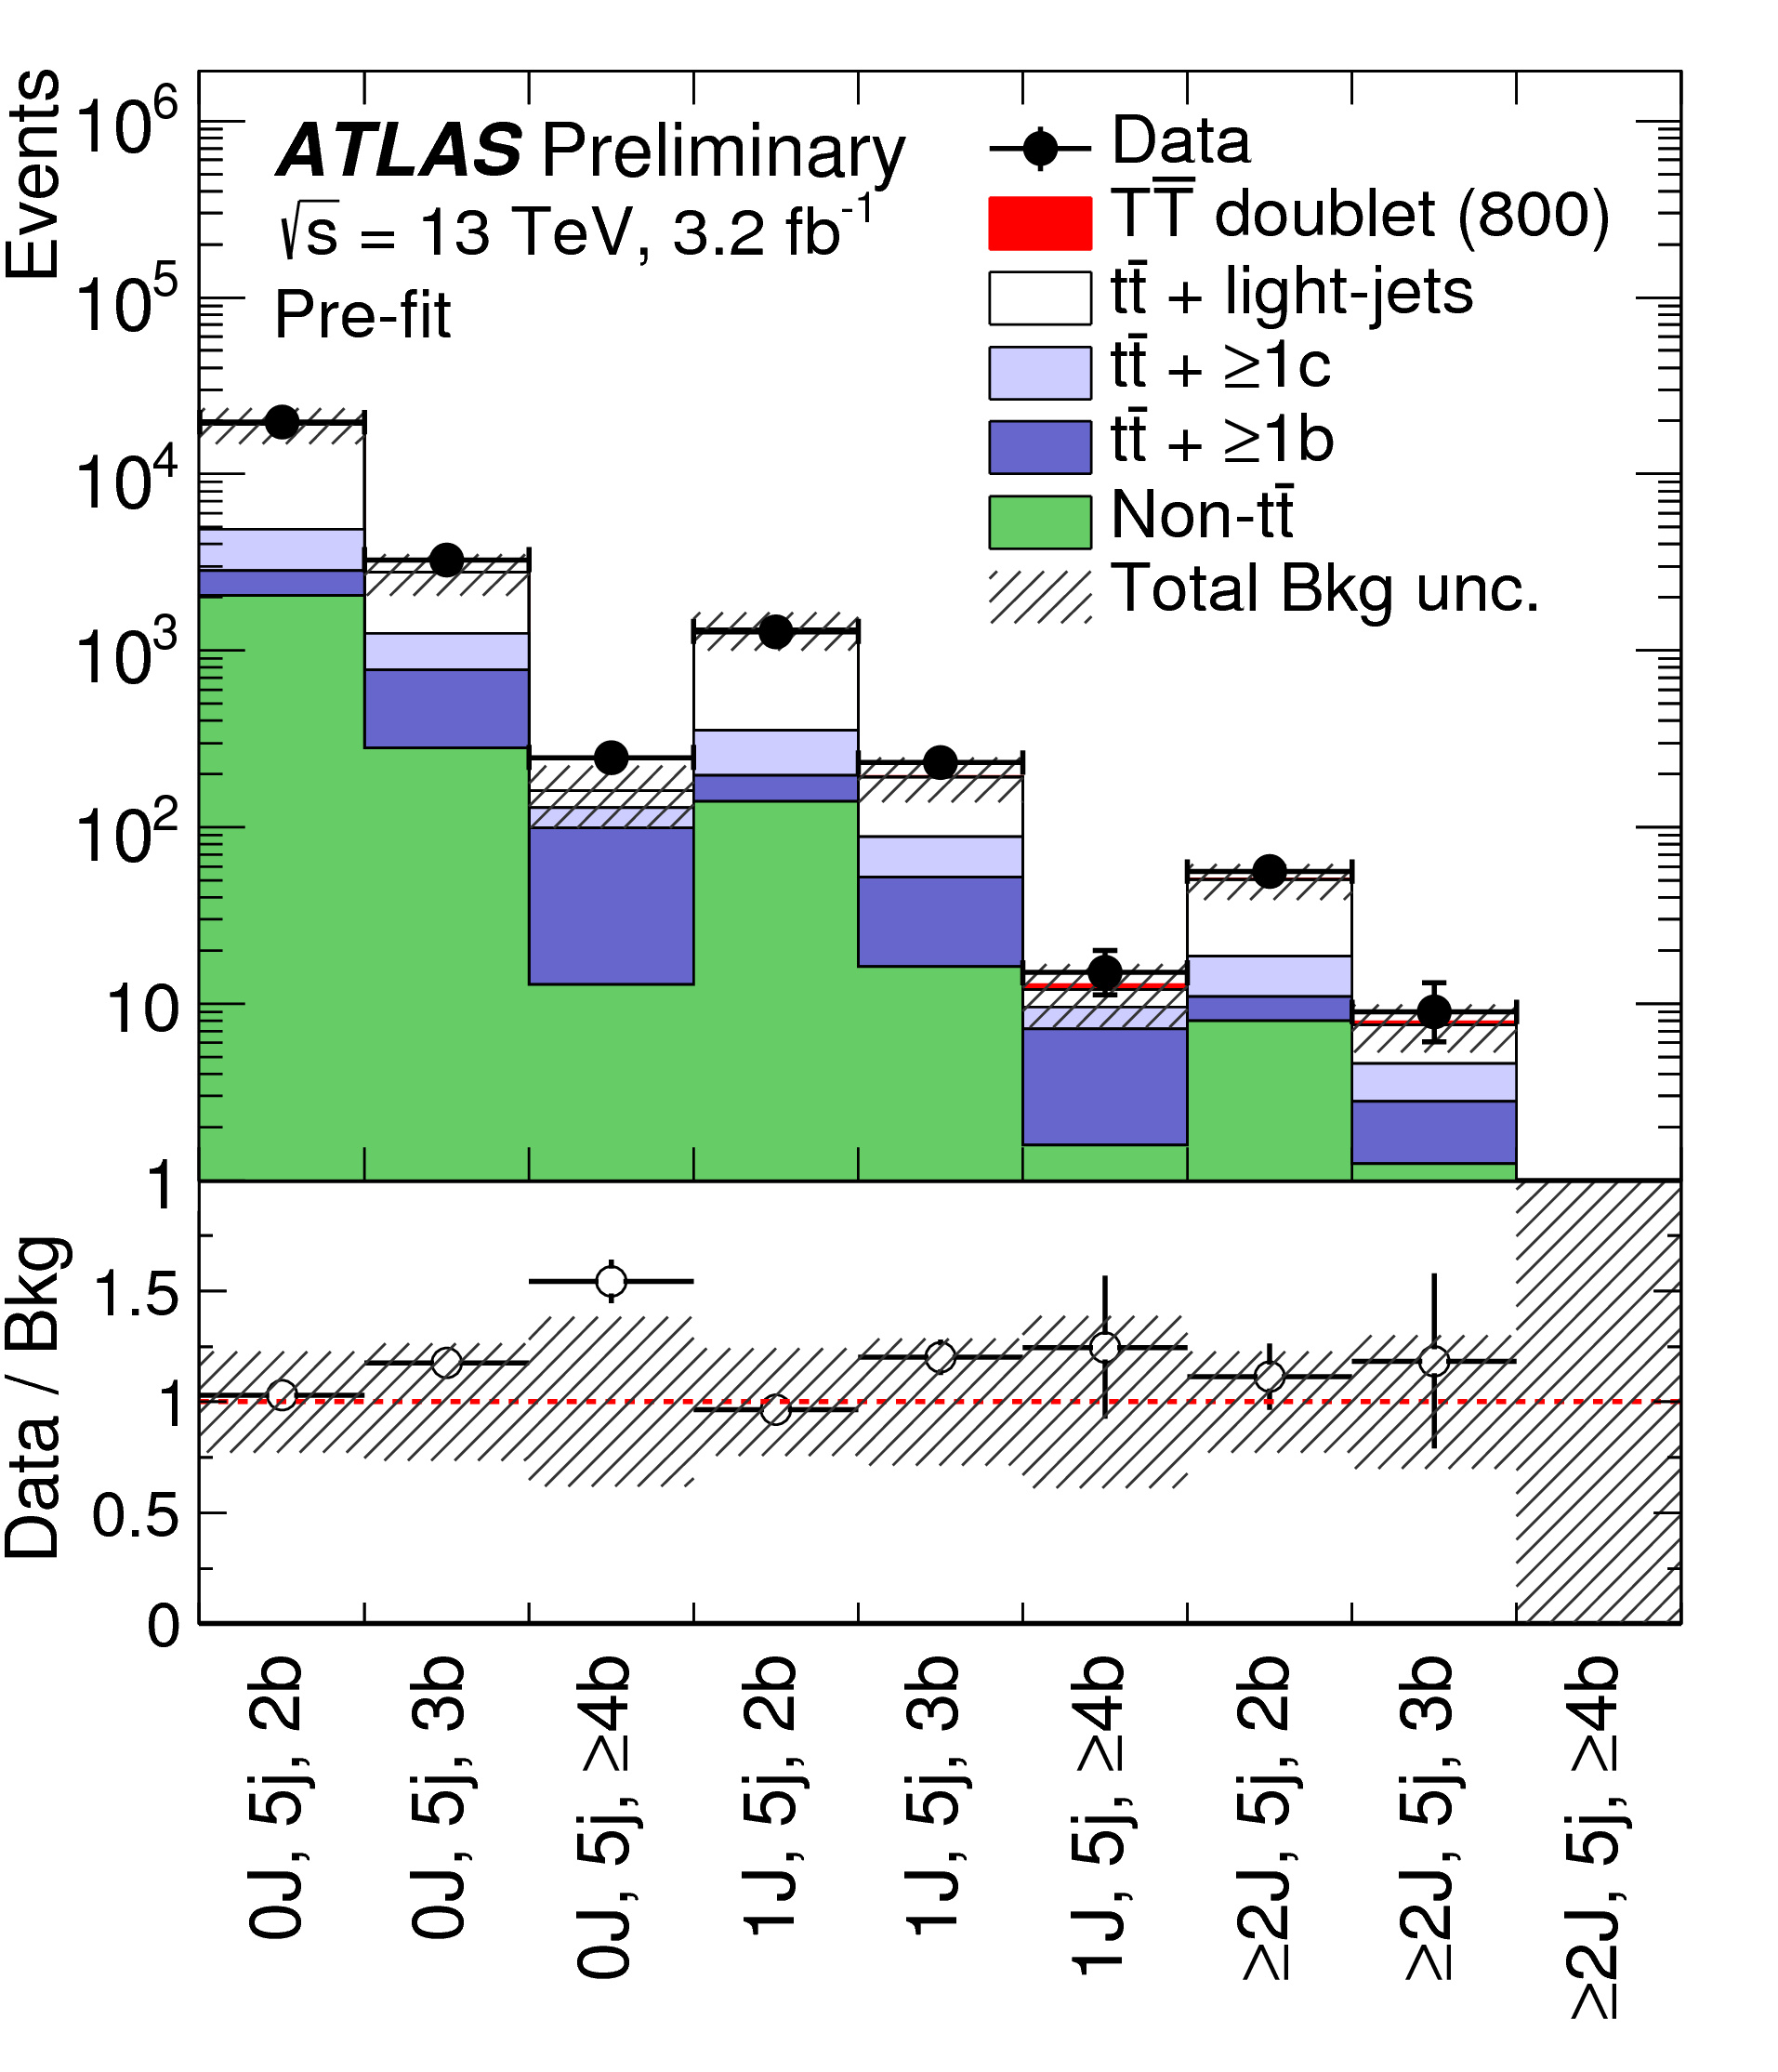 Events
10⁶
10⁵
10⁴
10³
10²
10
1
ATLAS Preliminary
√s = 13 TeV, 3.2 fb⁻¹
Pre-fit
Data
TT̅ doublet (800)
tt̅ + light-jets
tt̅ + ≥1c
tt̅ + ≥1b
Non-tt̅
Total Bkg unc.
Data / Bkg
1.5
1
0.5
0
0J, 5j, 2b
0J, 5j, 3b
0J, 5j, ≥4b
1J, 5j, 2b
1J, 5j, 3b
1J, 5j, ≥4b
≥2J, 5j, 2b
≥2J, 5j, 3b
≥2J, 5j, ≥4b